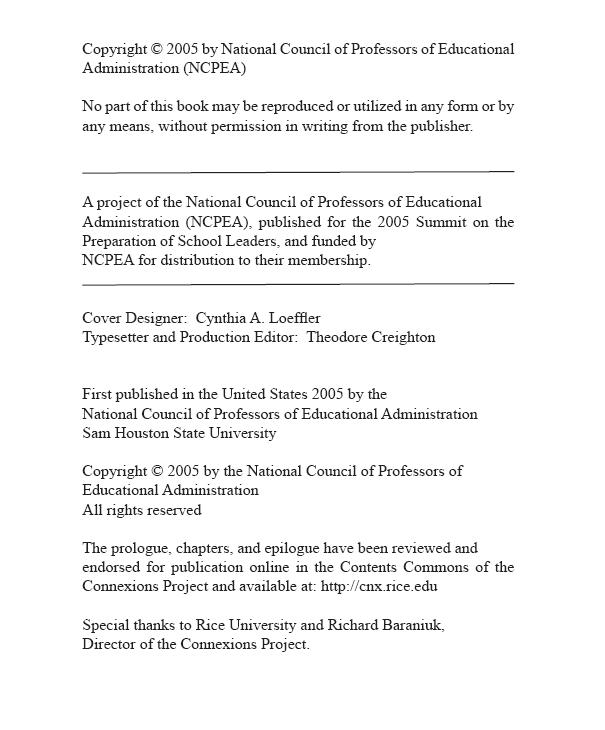 Copyright © 2005 by National Council of Professors of Educational
Administration (NCPEA)
No part of this book may be reproduced or utilized in any form or by
any means, without permission in writing from the publisher.
A project of the National Council of Professors of Educational
Administration (NCPEA), published for the 2005 Summit on the
Preparation of School Leaders, and funded by
NCPEA for distribution to their membership.
Cover Designer:  Cynthia A. Loeffler
Typesetter and Production Editor:  Theodore Creighton
First published in the United States 2005 by the
National Council of Professors of Educational Administration
Sam Houston State University
Copyright © 2005 by the National Council of Professors of
Educational Administration
All rights reserved
The prologue, chapters, and epilogue have been reviewed and
endorsed for publication online in the Contents Commons of the
Connexions Project and available at: http://cnx.rice.edu
Special thanks to Rice University and Richard Baraniuk,
Director of the Connexions Project.